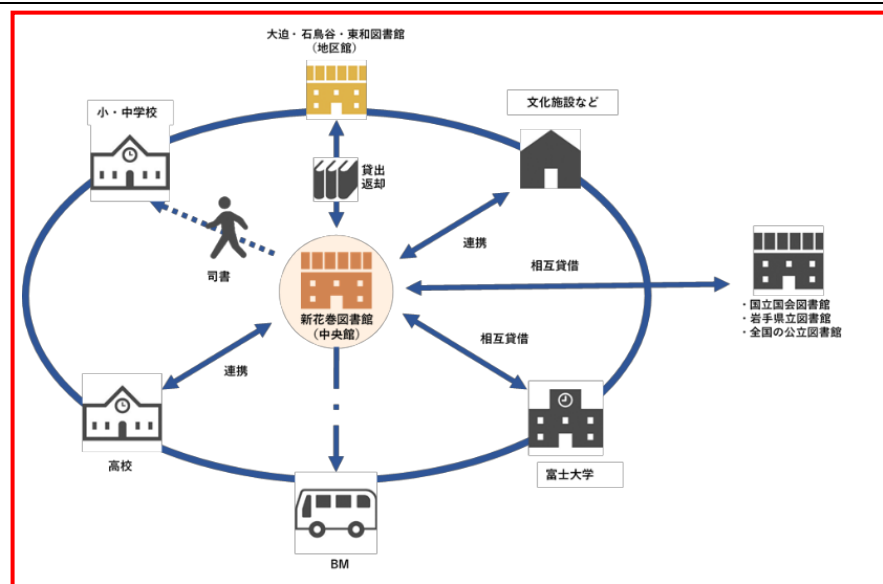 大迫・石鳥谷・東和図書館
（地区館）
小・中学校
文化施設など
貸出
返却
司書
連携
相互貸借
新花巻図書館
（中央館）
・国立国会図書館
・岩手県立図書館
・全国の公立図書館
相互貸借
連携
高校
富士大学
BM